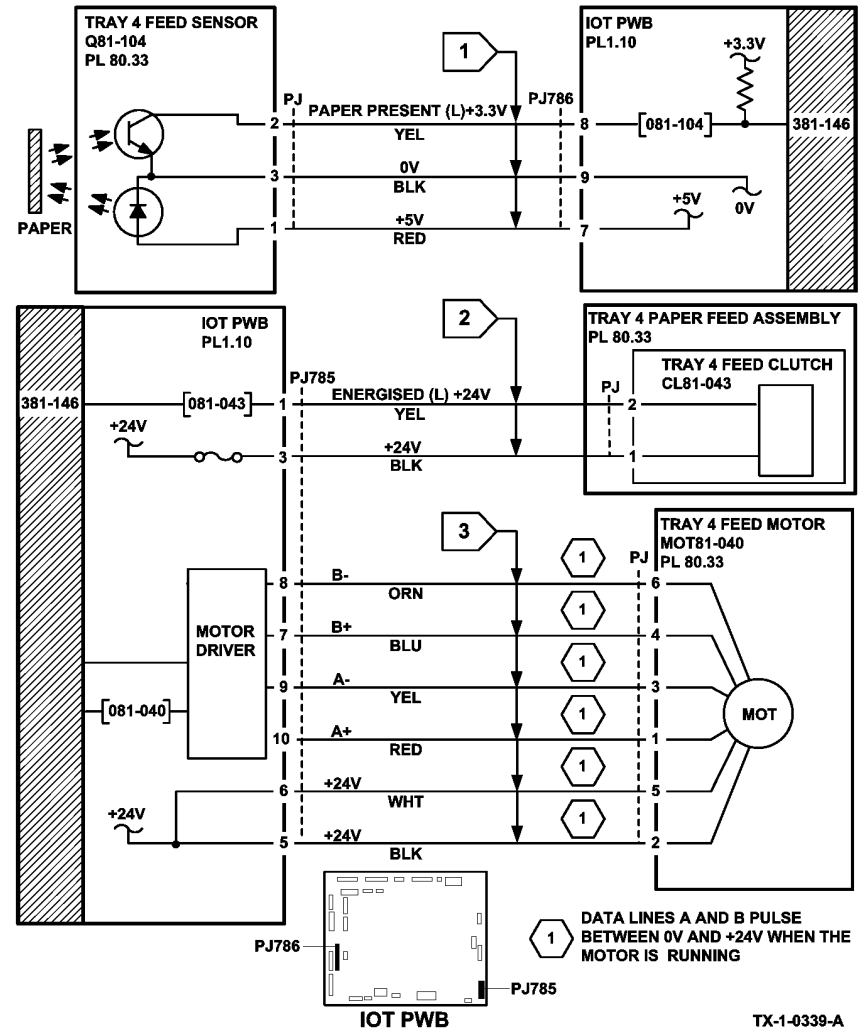 TRAY 4 FEED SENSOR
Q81-104
PL 80.33
1
IOT PWB
PL1.10
+3.3V
PJ
PJ786
2
PAPER PRESENT (L)+3.3V
YEL
8
[081-104]
381-146
3
0V
BLK
9
+5V
0V
PAPER
1
+5V
RED
7
IOT PWB
PL1.10
2
TRAY 4 PAPER FEED ASSEMBLY
PL 80.33
TRAY 4 FEED CLUTCH
CL81-043
PJ785
PJ
381-146
[081-043]
1
ENERGISED (L) +24V
YEL
2
+24V
3
+24V
BLK
1
3
TRAY 4 FEED MOTOR
MOT81-040
PL 80.33
PJ
1
8
B-
ORN
6
1
MOTOR
DRIVER
7
B+
BLU
4
1
9
A-
YEL
3
[081-040]
1
MOT
10
A+
RED
1
1
6
+24V
WHT
5
+24V
1
5
+24V
BLK
2
PJ786
PJ785
IOT PWB
1
DATA LINES A AND B PULSE
BETWEEN 0V AND +24V WHEN THE
MOTOR IS RUNNING
TX-1-0339-A